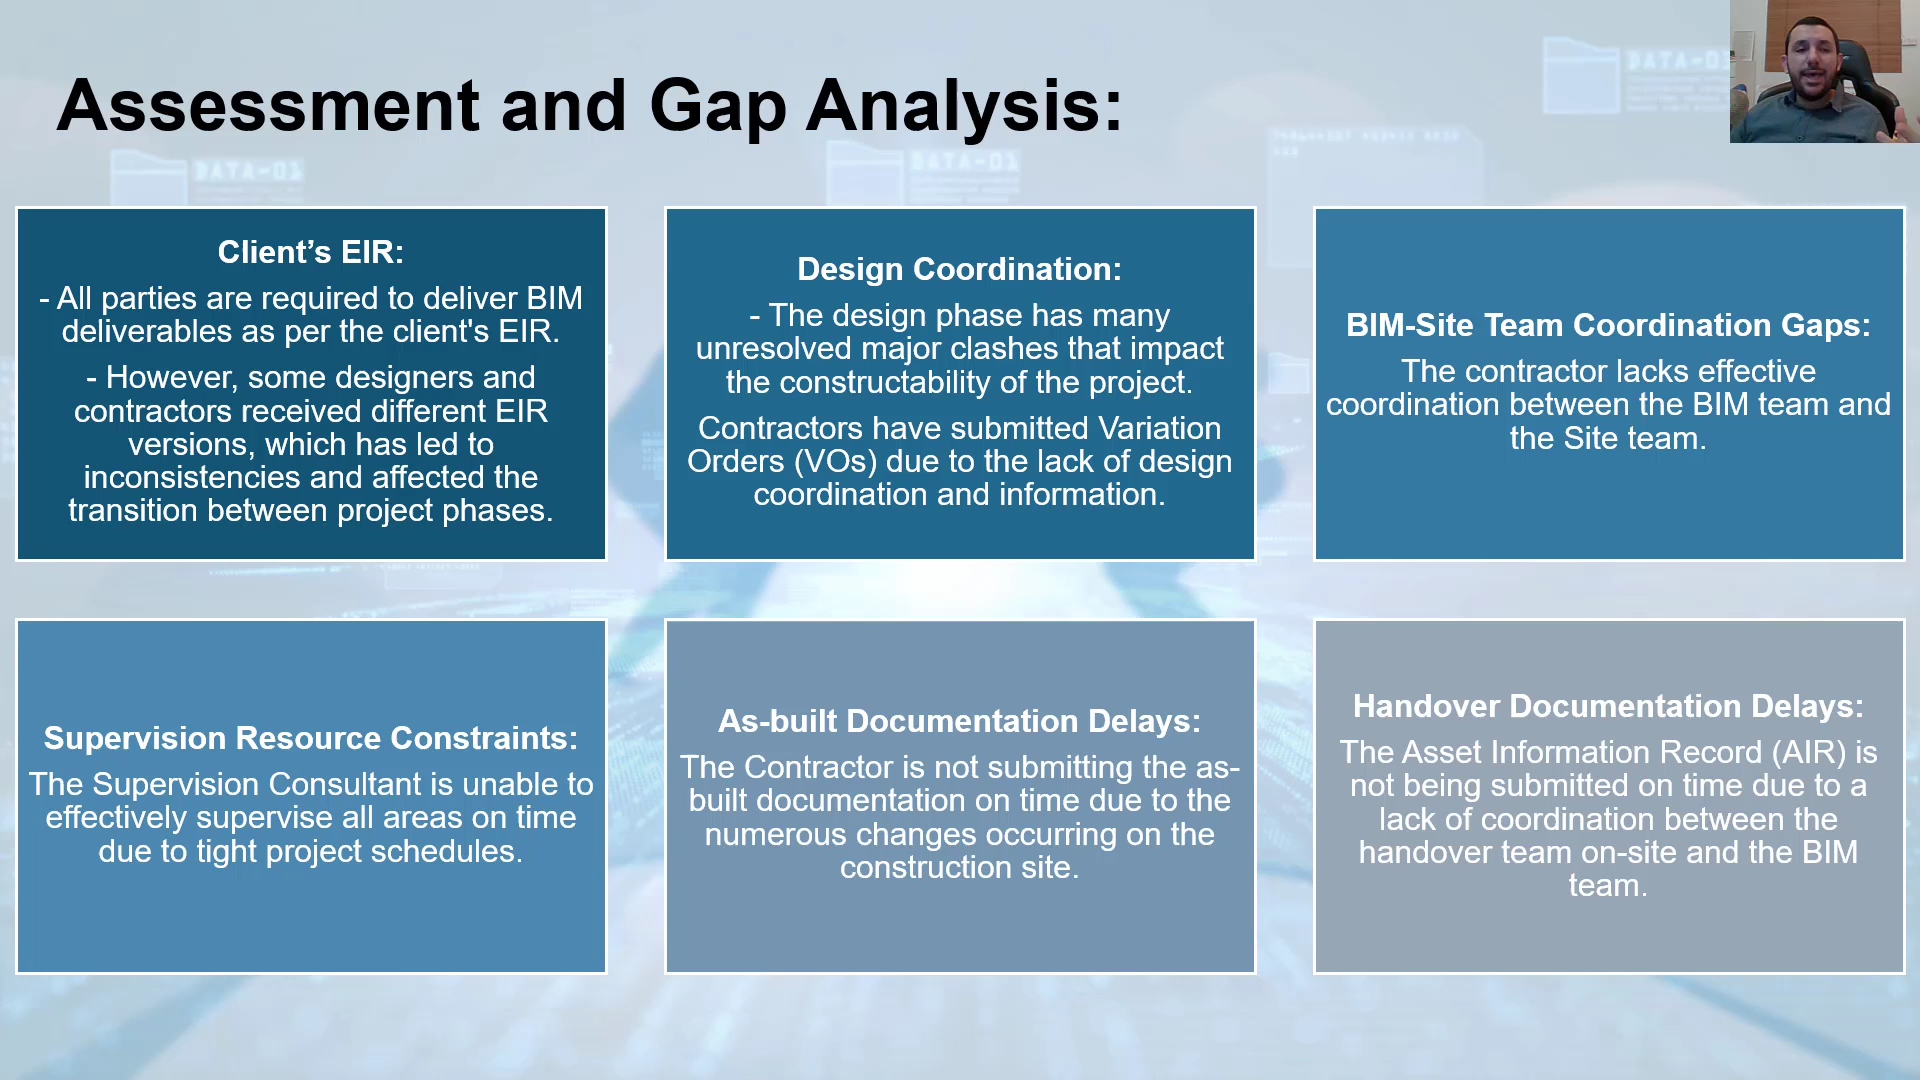 DATA-01
Assessment and Gap Analysis:
DATA-01
DATA-01
Client’s EIR:
- All parties are required to deliver BIM
deliverables as per the client's EIR.
- However, some designers and
contractors received different EIR
versions, which has led to
inconsistencies and affected the
transition between project phases.
Design Coordination:
- The design phase has many
unresolved major clashes that impact
the constructability of the project.
Contractors have submitted Variation
Orders (VOs) due to the lack of design
coordination and information.
BIM-Site Team Coordination Gaps:
The contractor lacks effective
coordination between the BIM team and
the Site team.
Supervision Resource Constraints:
The Supervision Consultant is unable to
effectively supervise all areas on time
due to tight project schedules.
As-built Documentation Delays:
The Contractor is not submitting the as-
built documentation on time due to the
numerous changes occurring on the
construction site.
Handover Documentation Delays:
The Asset Information Record (AIR) is
not being submitted on time due to a
lack of coordination between the
handover team on-site and the BIM
team.